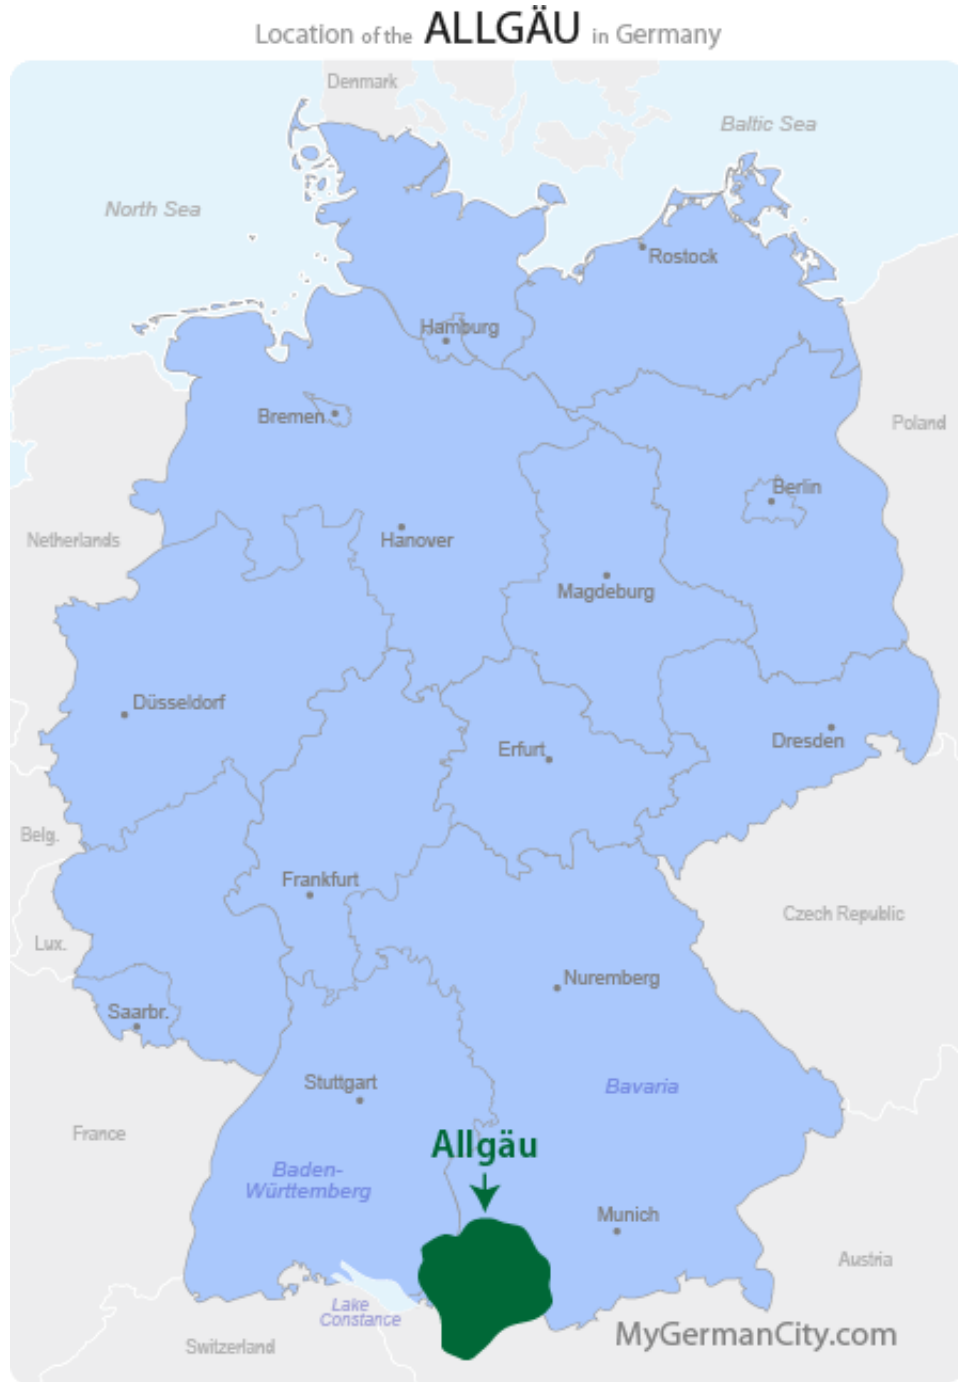 Location of the ALLGÄU in Germany
Denmark
Baltic Sea
North Sea
Rostock
Hamburg
Bremen
Poland
Berlin
Netherlands
Hanover
Magdeburg
Düsseldorf
Erfurt
Dresden
Belg.
Frankfurt
Czech Republic
Lux.
Nuremberg
Saarbr.
Stuttgart
Bavaria
France
Allgäu
Baden-
Württemberg
Munich
Austria
Lake
Constance
Switzerland
MyGermanCity.com